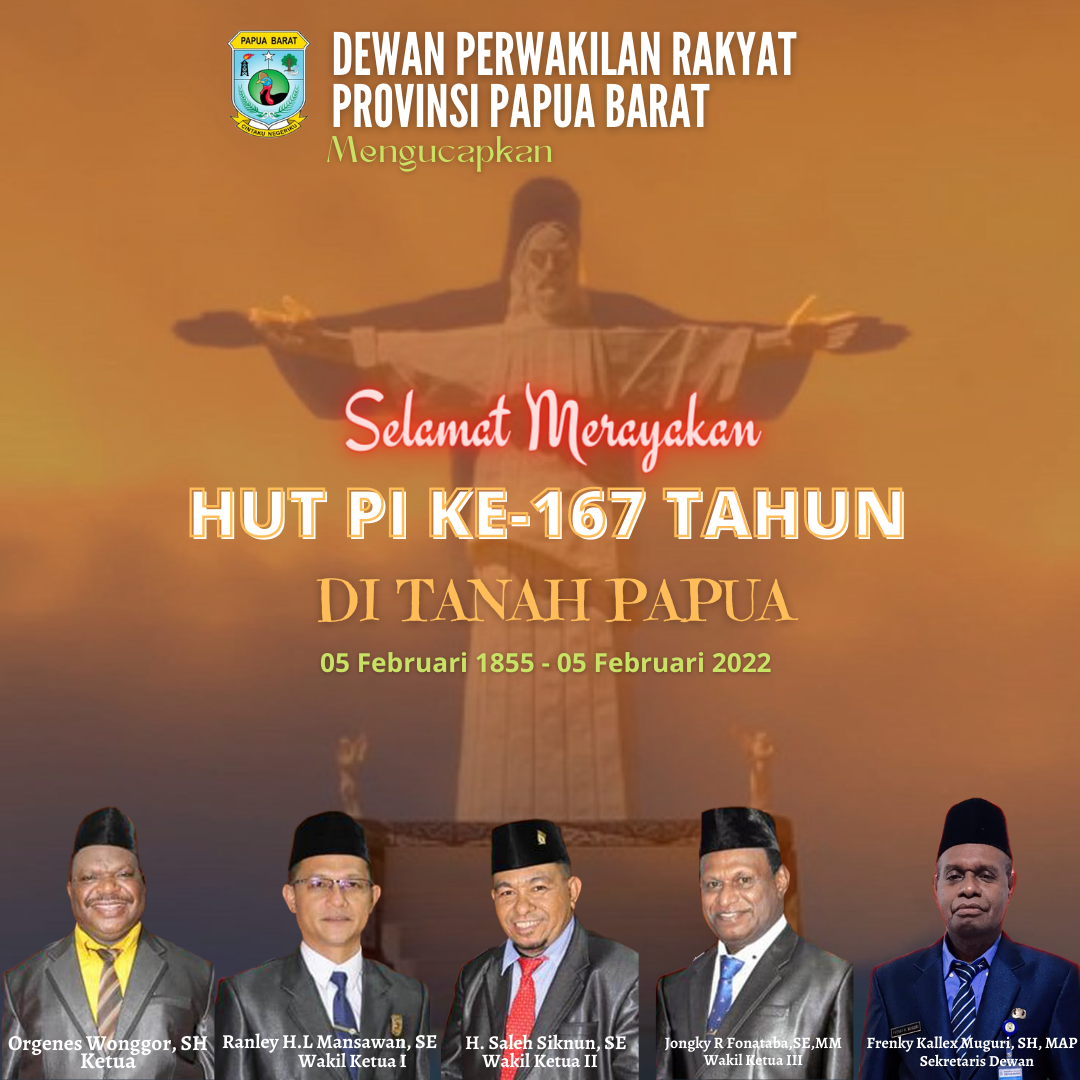 PAPUA BARAT
CINTAKU NEGERIKU
DEWAN PERWAKILAN RAKYAT
PROVINSI PAPUA BARAT
Mengucapkan
Selamat Merayakan
HUT PI KE-167 TAHUN
DI TANAH PAPUA
05 Februari 1855 - 05 Februari 2022
Orgenes Wonggor, SH
Ketua
Ranley H.L Mansawan, SE
Wakil Ketua I
H. Saleh Siknun, SE
Wakil Ketua II
Jongky R Fonataba,SE,MM
Wakil Ketua III
Frenky Kallex Muguri, SH, MAP
Sekretaris Dewan